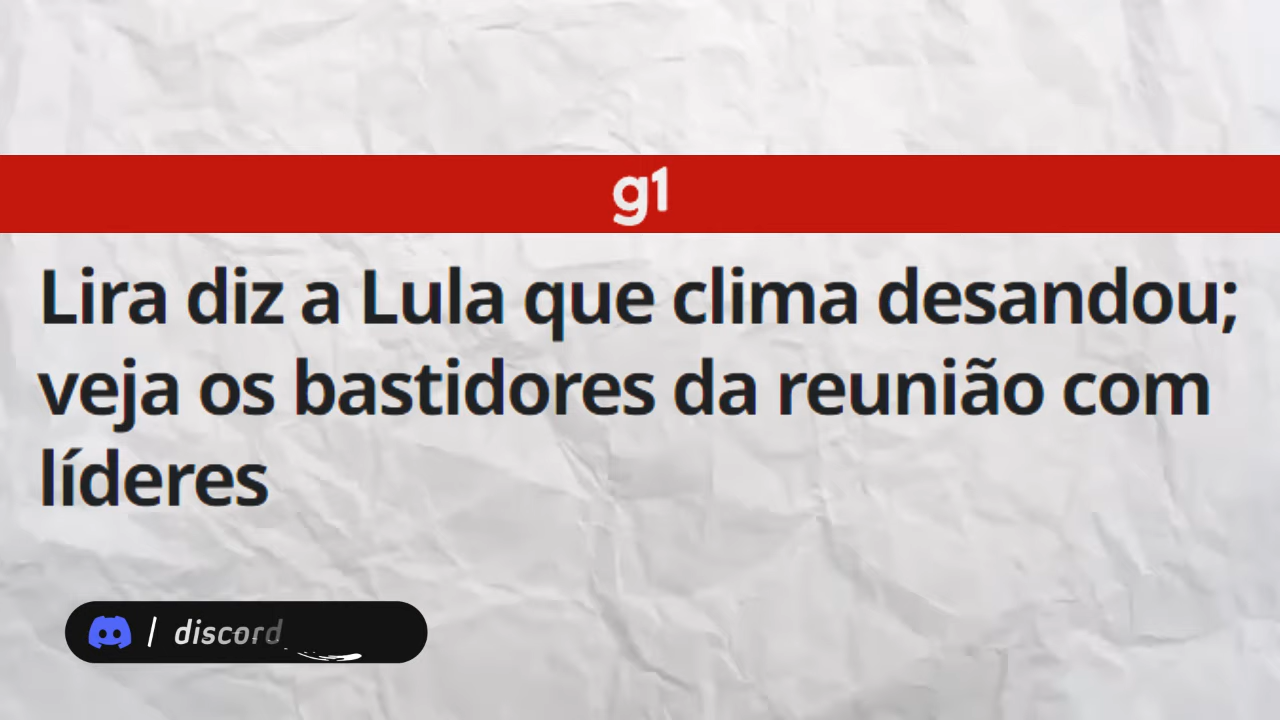 g1
Lira diz a Lula que clima desandou;
veja os bastidores da reunião com
líderes
/ discord